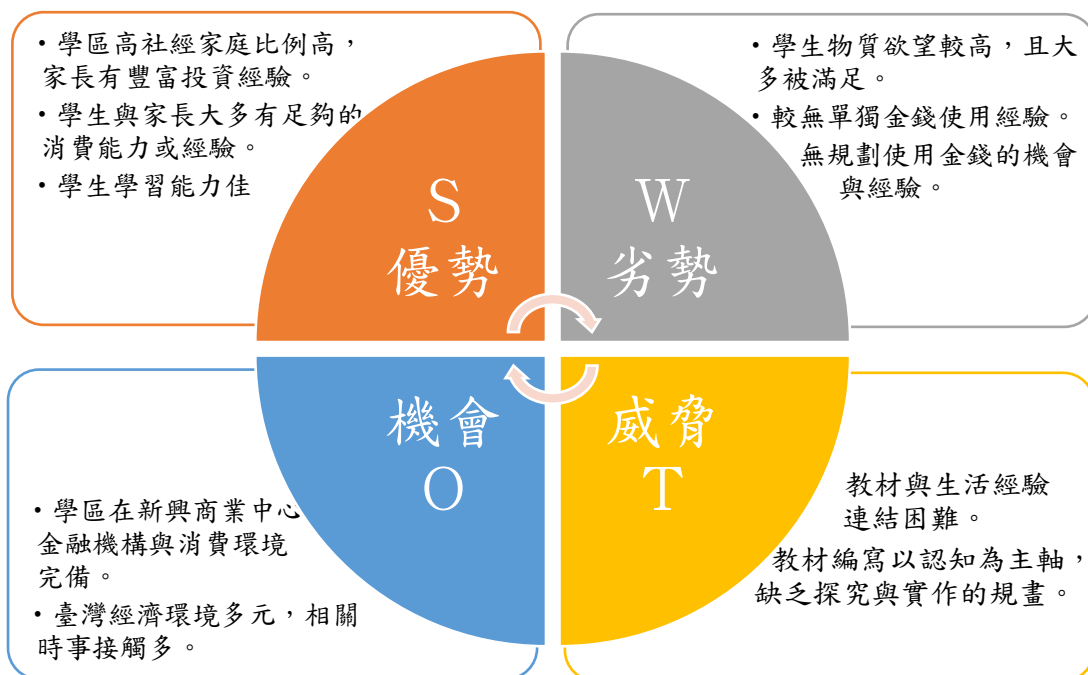 ・學區高社經家庭比例高，
家長有豐富投資經驗。
・學生與家長大多有足夠的
消費能力或經驗。
・學生學習能力佳
S
優勢
・學生物質欲望較高，且大
多被滿足。
・較無單獨金錢使用經驗。
無規劃使用金錢的機會
與經驗。
W
劣勢
機會
O
・學區在新興商業中心
金融機構與消費環境
完備。
・臺灣經濟環境多元，相關
時事接觸多。
威脅
T
教材與生活經驗
連結困難。
教材編寫以認知為主軸，
缺乏探究與實作的規畫。